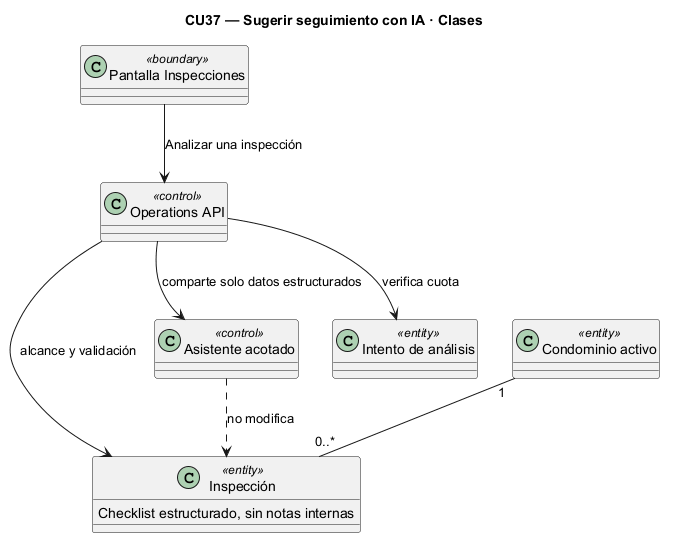 CU37 — Sugerir seguimiento con IA · Clases
C
«boundary»
Pantalla Inspecciones
Analizar una inspección
C
«control»
Operations API
comparte solo datos estructurados
verifica cuota
alcance y validación
C
«control»
Asistente acotado
C
«entity»
Intento de análisis
C
«entity»
Condominio activo
no modifica
1
0..*
C
«entity»
Inspección
Checklist estructurado, sin notas internas